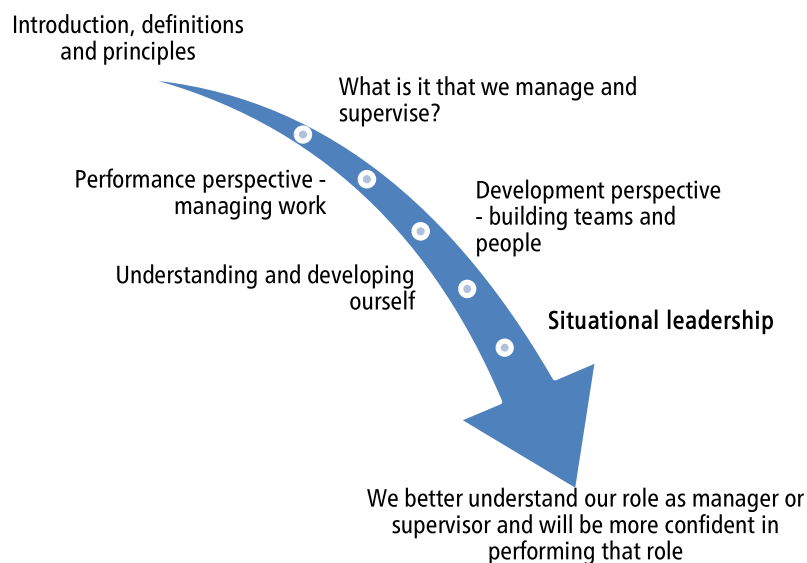 Introduction, definitions
and principles
What is it that we manage and
supervise?
Performance perspective -
managing work
Development perspective
- building teams and
people
Understanding and developing
ourself
Situational leadership
We better understand our role as manager or
supervisor and will be more confident in
performing that role